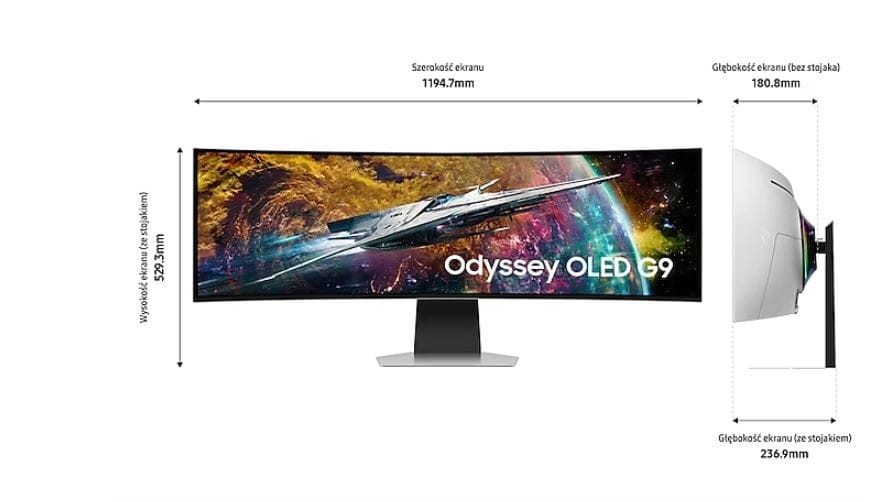 Szerokość ekranu
1194.7mm
Głębokość ekranu (bez stojaka)
180.8mm
Wysokość ekranu (ze stojakiem)
529.3mm
Odyssey OLED G9
Głębokość ekranu (ze stojakiem)
236.9mm